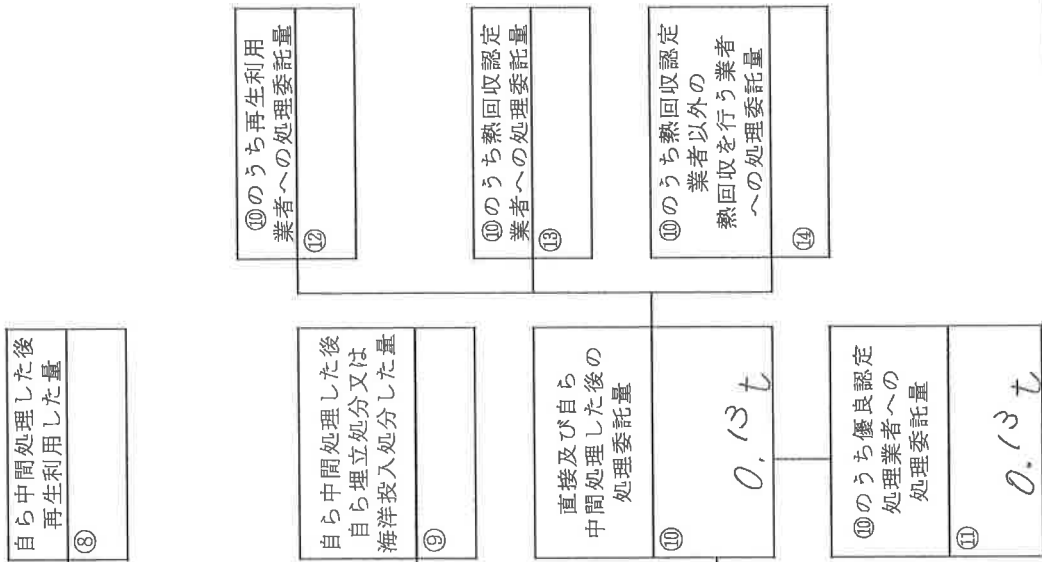 自ら中間処理した後
再生利用した量
⑧
自ら中間処理した後
自ら埋立処分又は
海洋投入処分した量
⑨
直接及び自ら
中間処理した後の
処理委託量
⑩
0.13 t
⑩のうち優良認定
処理業者への
処理委託量
⑪
0.13 t
⑩のうち再生利用
業者への処理委託量
⑫
⑩のうち熱回収認定
業者への処理委託量
⑬
⑩のうち熱回収認定
業者以外の
熱回収を行う業者
への処理委託量
⑭